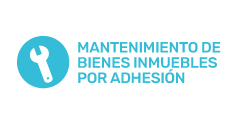 MANTENIMIENTO DE
BIENES INMUEBLES
POR ADHESIÓN